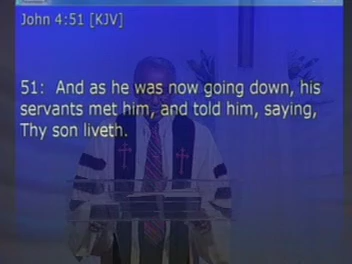 John 4:51 [KJV]
51: And as he was now going down, his
servants met him, and told him, saying,
Thy son liveth.